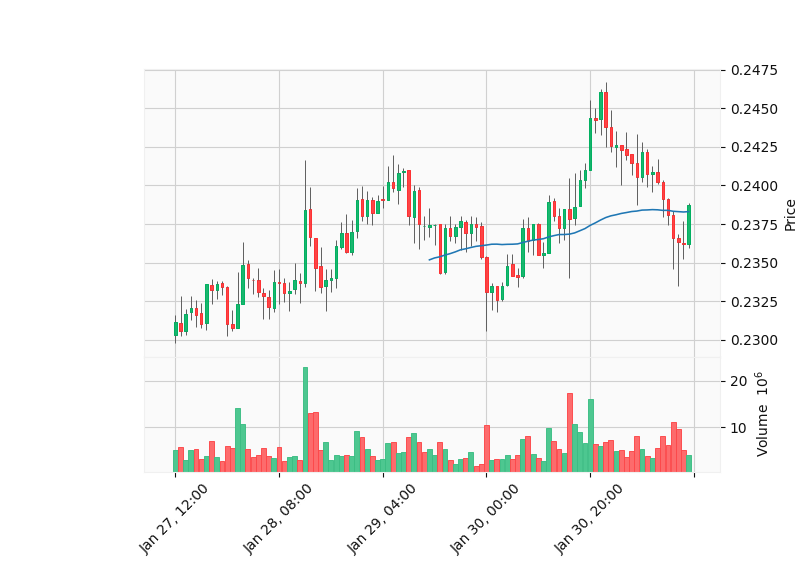 0.2475
0.2450
0.2425
0.2400
0.2375
0.2350
0.2325
0.2300
Price
20
10
Volume 10^6
Jan 27, 12:00
Jan 28, 08:00
Jan 29, 04:00
Jan 30, 00:00
Jan 30, 20:00